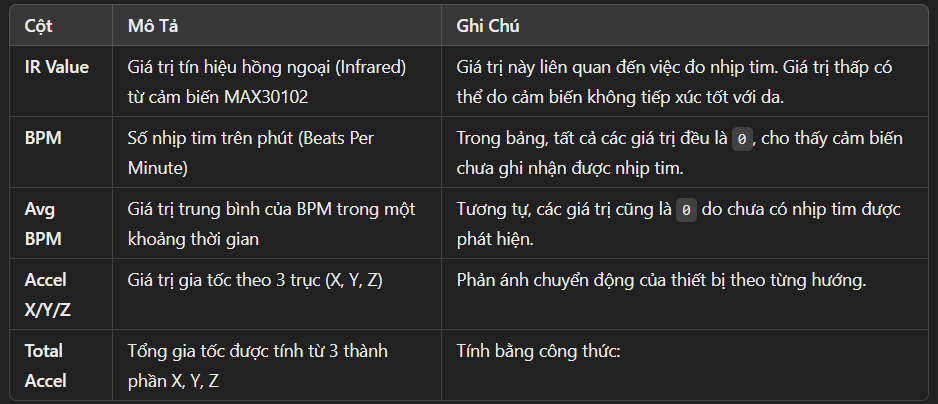 Cột Mô Tả Ghi Chú
IR Value Giá trị tín hiệu hồng ngoại (Infrared) Giá trị này liên quan đến việc đo nhịp tim. Giá trị thấp có
từ cảm biến MAX30102 thể do cảm biến không tiếp xúc tốt với da.
BPM Số nhịp tim trên phút (Beats Per Trong bảng, tất cả các giá trị đều là 0, cho thấy cảm biến
Minute) chưa ghi nhận được nhịp tim.
Avg Giá trị trung bình của BPM trong một Tương tự, các giá trị cũng là 0 do chưa có nhịp tim được
BPM khoảng thời gian phát hiện.
Accel Giá trị gia tốc theo 3 trục (X, Y, Z) Phản ánh chuyển động của thiết bị theo từng hướng.
X/Y/Z
Total Tổng gia tốc được tính từ 3 thành Tính bằng công thức:
Accel phần X, Y, Z